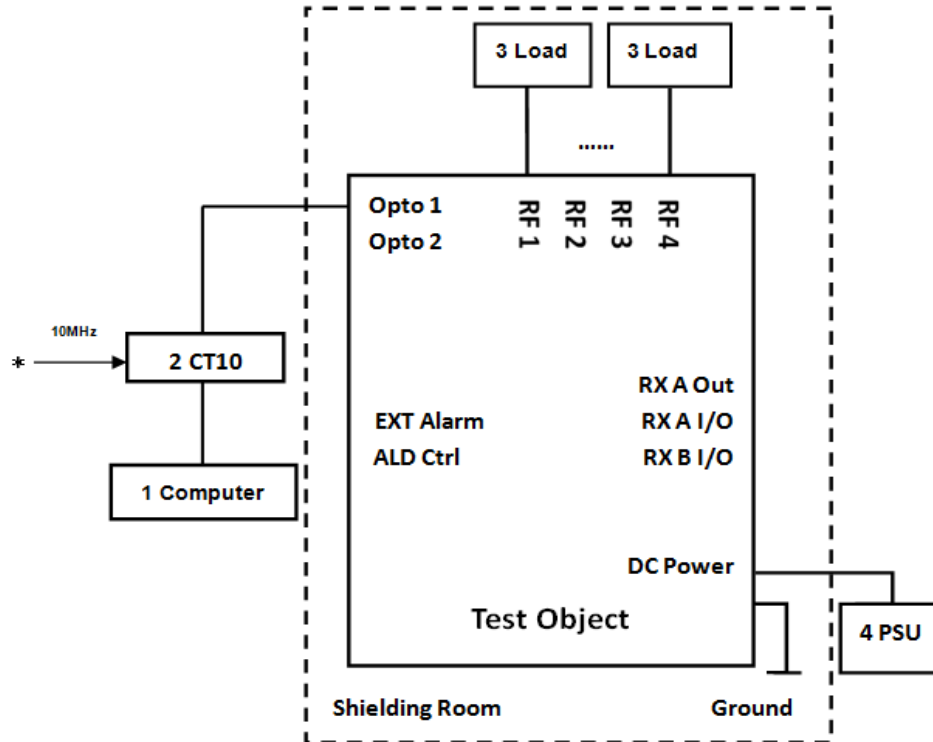 3 Load
3 Load
......
Opto 1
Opto 2
RF 1
RF 2
RF 3
RF 4
10MHz
*
2 CT10
RX A Out
EXT Alarm
RX A I/O
ALD Ctrl
RX B I/O
1 Computer
DC Power
Test Object
4 PSU
Shielding Room
Ground